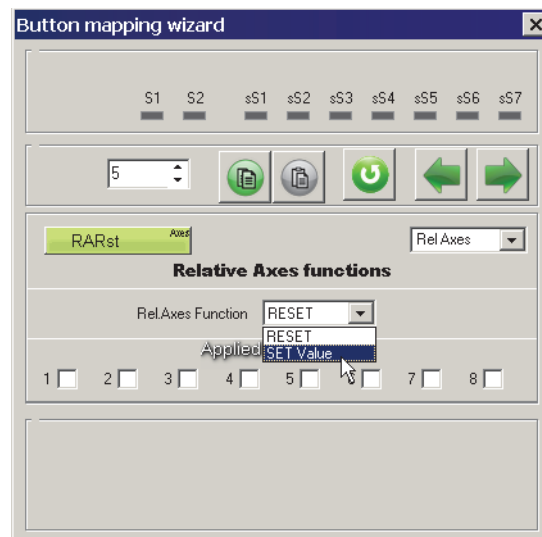 Button mapping wizard
S1 S2 sS1 sS2 sS3 sS4 sS5 sS6 sS7
5
RARst Axes Rel Axes
Relative Axes functions
Rel.Axes Function RESET
RESET
Applied SET Value
1 2 3 4 5 6 7 8